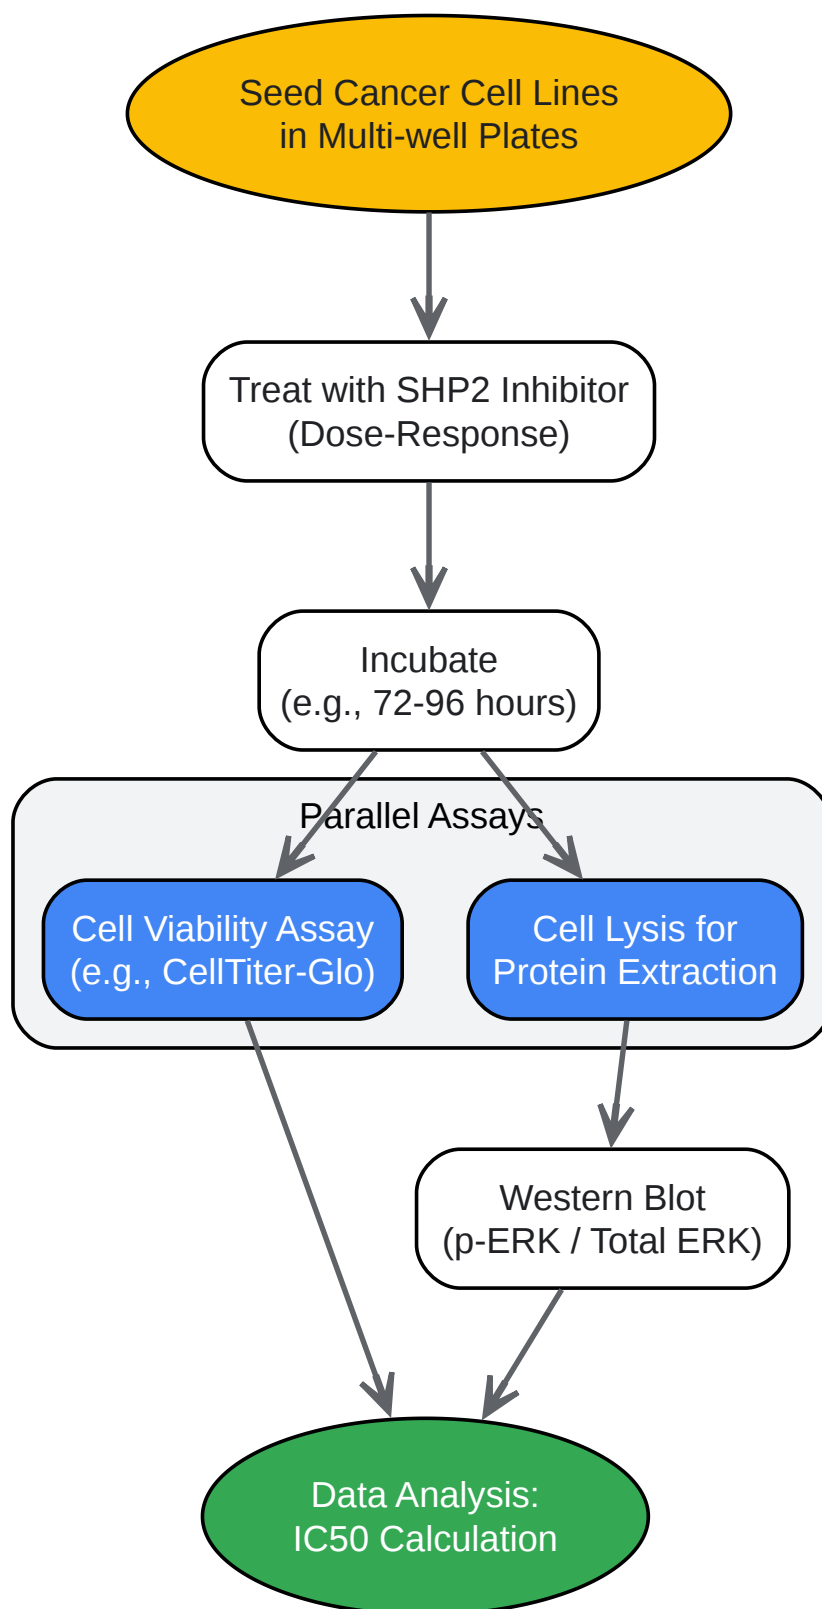 Seed Cancer Cell Lines
in Multi-well Plates
Treat with SHP2 Inhibitor
(Dose-Response)
Incubate
(e.g., 72-96 hours)
Parallel Assays
Cell Viability Assay
(e.g., CellTiter-Glo)
Cell Lysis for
Protein Extraction
Western Blot
(p-ERK / Total ERK)
Data Analysis:
IC50 Calculation